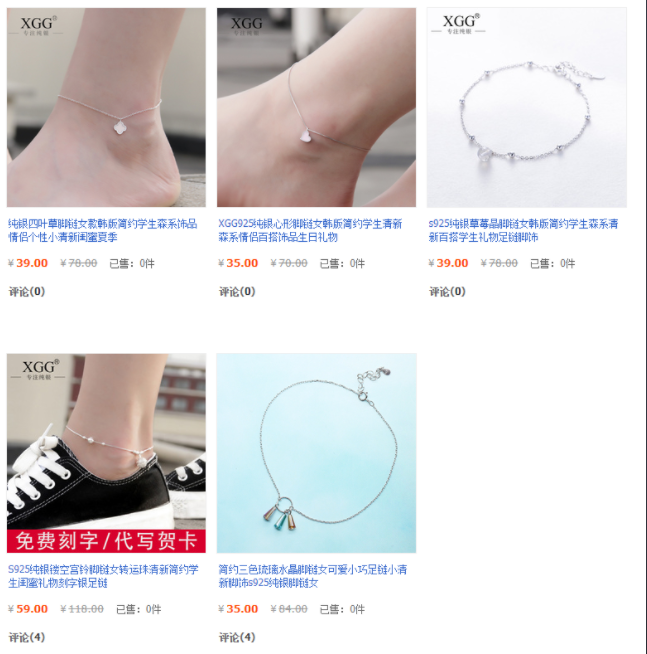 XGG®
专注纯银
XGG
XGG®
专注纯银
纯银四叶草脚链女款韩版简约学生森系饰品
情侣个性小清新闺蜜夏季
XGG925纯银心形脚链女韩版简约学生清新
森系情侣百搭饰品生日礼物
s925纯银草莓晶脚链女韩版简约学生森系清
新百搭学生礼物足链脚饰
¥39.00 ¥78.00 已售：0件
¥35.00 ¥70.00 已售：0件
¥39.00 ¥78.00 已售：0件
评论(0)
评论(0)
评论(0)
XGG®
专注纯银
免费刻字/代写贺卡
S925纯银镂空宫铃脚链女转运珠清新简约学
生闺蜜礼物刻字银足链
简约三色琉璃水晶脚链女可爱小巧足链小清
新脚饰s925纯银脚链女
¥59.00 ¥118.00 已售：0件
¥35.00 ¥84.00 已售：0件
评论(4)
评论(4)